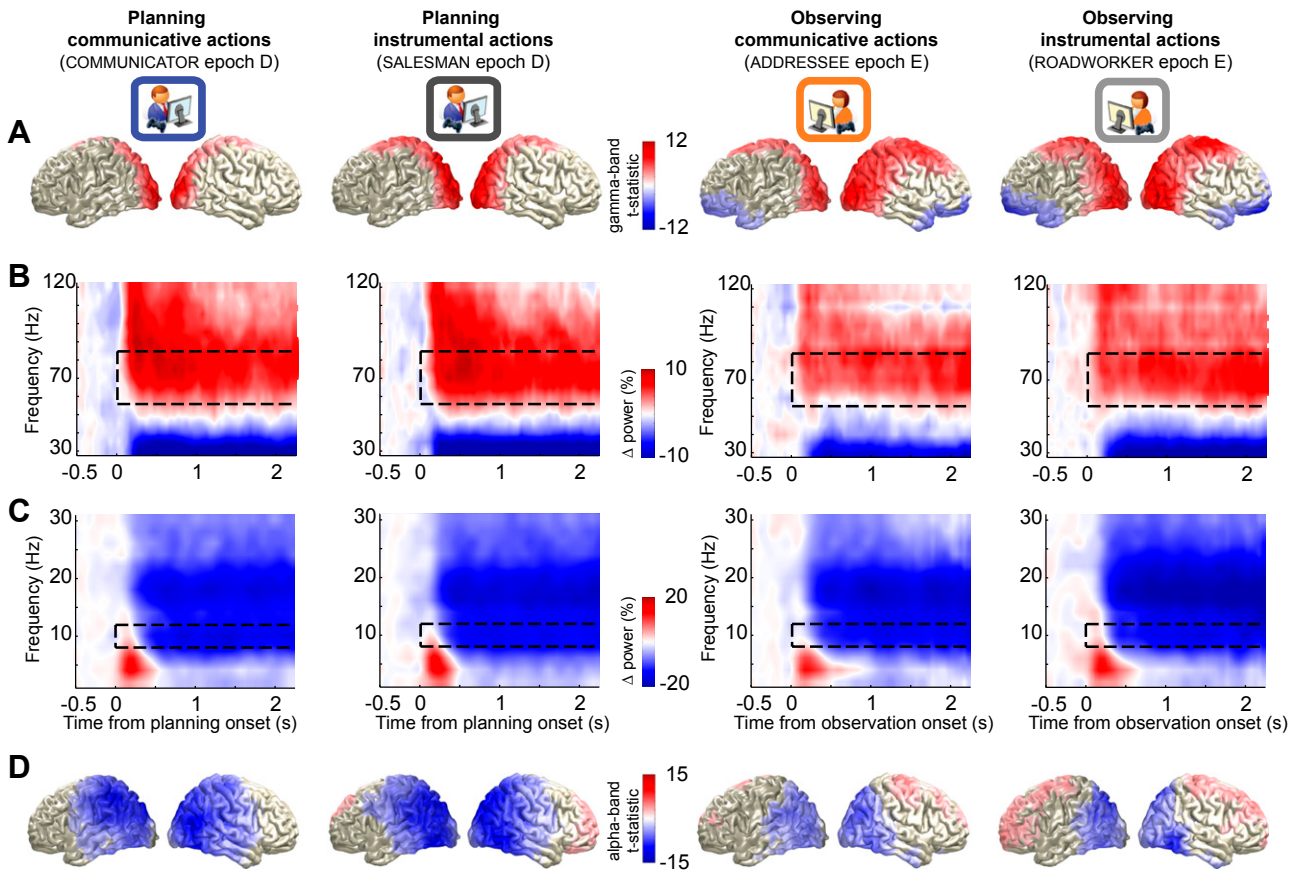 Planning
communicative actions
(COMMUNICATOR epoch D)
Planning
instrumental actions
(SALESMAN epoch D)
Observing
communicative actions
(ADDRESSEE epoch E)
Observing
instrumental actions
(ROADWORKER epoch E)
A
gamma-band
t-statistic
12
-12
B
Frequency (Hz)
120
70
30
-0.5 0 1 2
120
70
30
-0.5 0 1 2
Δ power (%)
10
-10
Frequency (Hz)
120
70
30
-0.5 0 1 2
120
70
30
-0.5 0 1 2
C
Frequency (Hz)
30
20
10
-0.5 0 1 2
Time from planning onset (s)
30
20
10
-0.5 0 1 2
Time from planning onset (s)
Δ power (%)
20
-20
Frequency (Hz)
30
20
10
-0.5 0 1 2
Time from observation onset (s)
30
20
10
-0.5 0 1 2
Time from observation onset (s)
D
alpha-band
t-statistic
15
-15